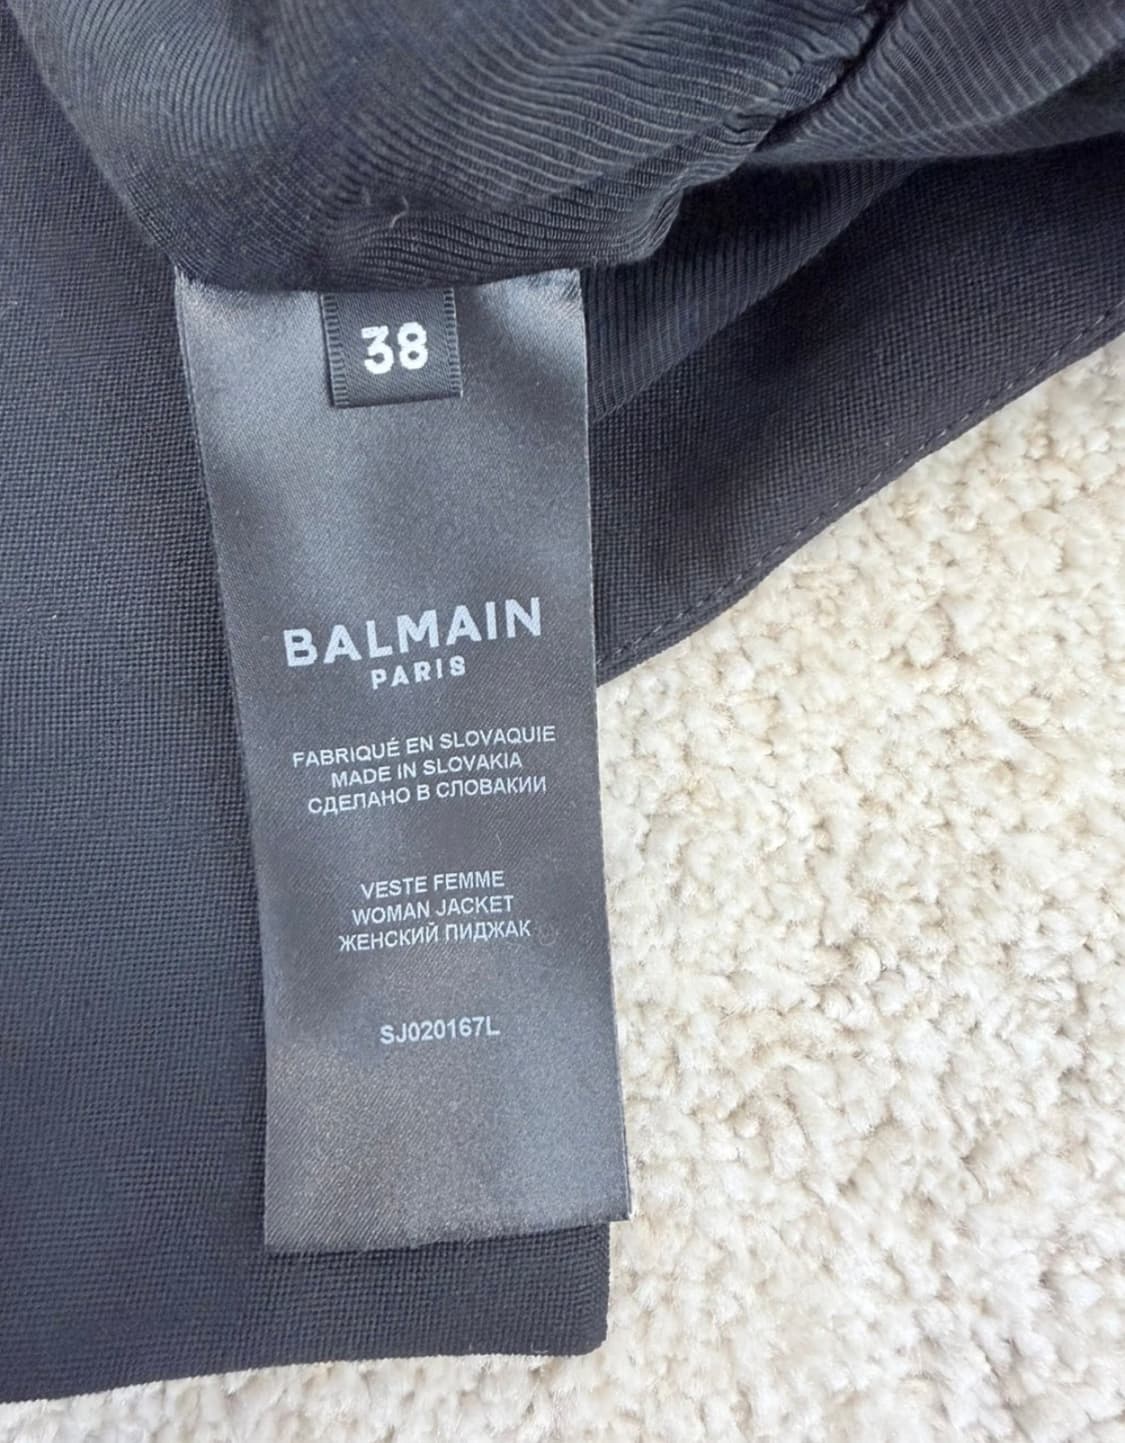 38
BALMAIN
PARIS
FABRIQUÉ EN SLOVAQUIE
MADE IN SLOVAKIA
СДЕЛАНО В СЛОВАКИИ
VESTE FEMME
WOMAN JACKET
ЖЕНСКИЙ ПИДЖАК
SJ020167L